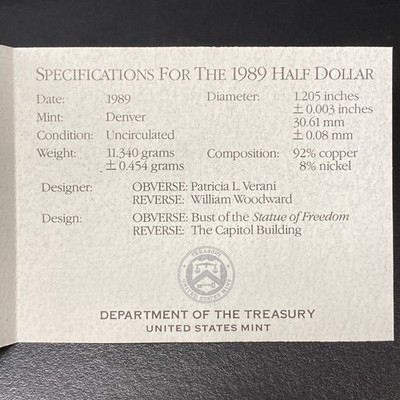 SPECIFICATIONS FOR THE 1989 HALF DOLLAR
Date: 1989
Mint: Denver
Condition: Uncirculated
Weight: 11.340 grams
± 0.454 grams
Diameter: 1.205 inches
± 0.003 inches
30.61 mm
± 0.08 mm
Composition: 92% copper
8% nickel
Designer: OBVERSE: Patricia L. Verani
REVERSE: William Woodward
Design: OBVERSE: Bust of the Statue of Freedom
REVERSE: The Capitol Building
DEPARTMENT OF THE TREASURY
UNITED STATES MINT